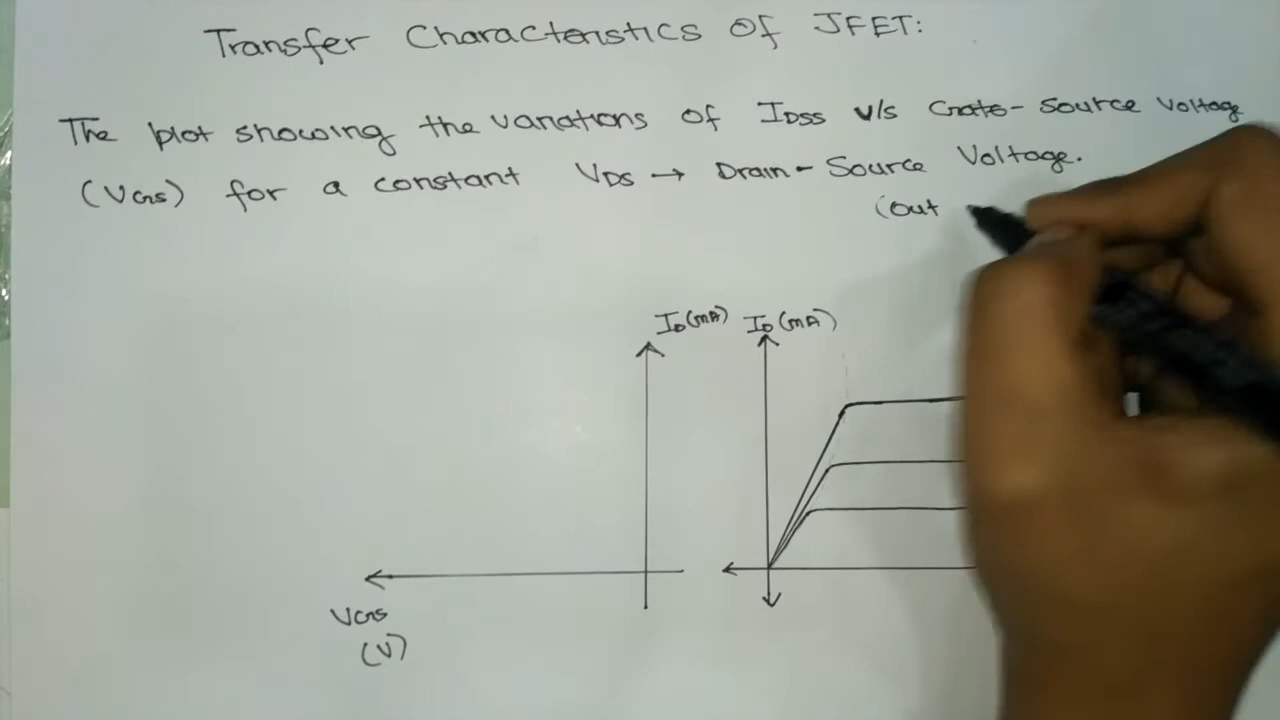 Transfer Characteristics Of JFET:
The plot showing the variations of IDSS v/s Gate-Source Voltage
(VGS) for a constant VDS → Drain-Source Voltage.
(out
ID(mA) ID(mA)
VGS
(V)